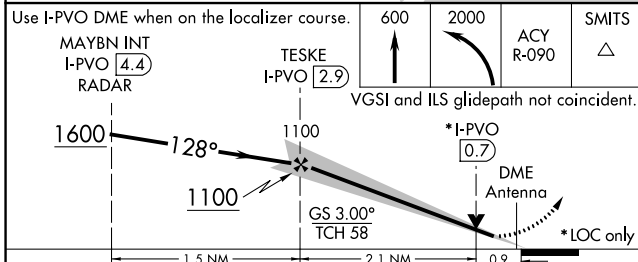 Use I-PVO DME when on the localizer course.
600
2000
ACY
R-090
SMITS
MAYBN INT
I-PVO 4.4
RADAR
TESKE
I-PVO 2.9
VGSI and ILS glidepath not coincident.
1600
128°
1100
1100
*I-PVO
0.7
DME
Antenna
GS 3.00°
TCH 58
*LOC only
1.5 NM
2.1 NM
0.9